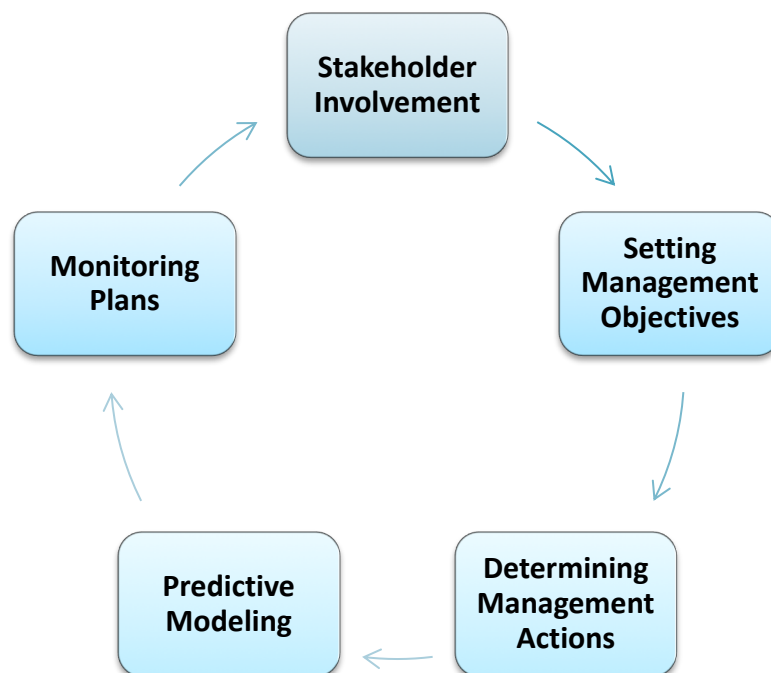 Stakeholder
Involvement
Setting
Management
Objectives
Determining
Management
Actions
Predictive
Modeling
Monitoring
Plans